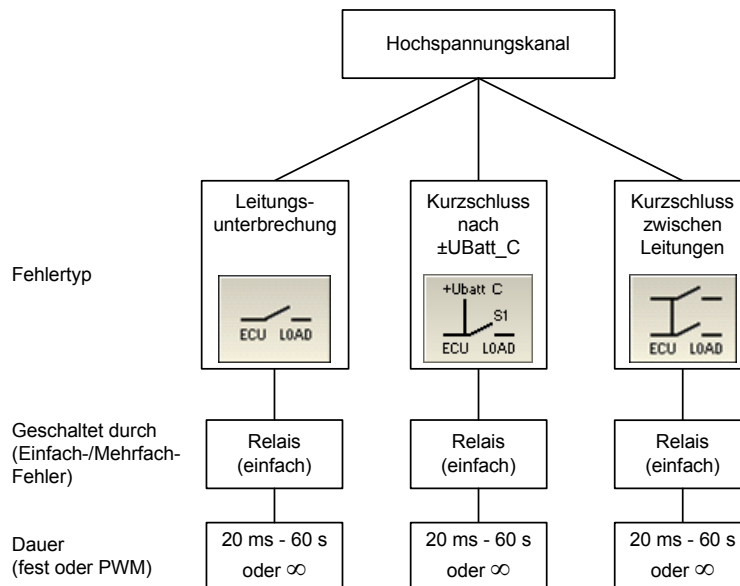 Hochspannungskanal
Leitungs-
unterbrechung
Kurzschluss
nach
±UBatt_C
Kurzschluss
zwischen
Leitungen
Fehlertyp
ECU LOAD
+Ubatt C
S1
ECU LOAD
ECU LOAD
Geschaltet durch
(Einfach-/Mehrfach-
Fehler)
Relais
(einfach)
Relais
(einfach)
Relais
(einfach)
Dauer
(fest oder PWM)
20 ms - 60 s
oder ∞
20 ms - 60 s
oder ∞
20 ms - 60 s
oder ∞